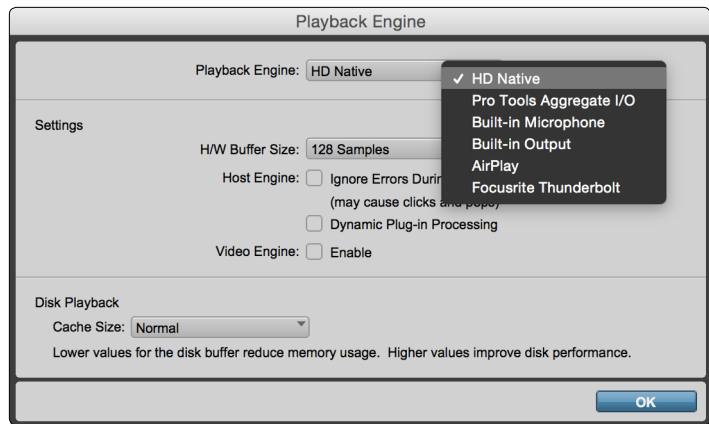 Playback Engine
Playback Engine: HD Native
✓ HD Native
Pro Tools Aggregate I/O
Built-in Microphone
Built-in Output
AirPlay
Focusrite Thunderbolt
Settings
H/W Buffer Size: 128 Samples
Host Engine: Ignore Errors
(may cause clicks and pops)
Dynamic Plug-in Processing
Video Engine: Enable
Disk Playback
Cache Size: Normal
Lower values for the disk buffer reduce memory usage. Higher values improve disk performance.
OK